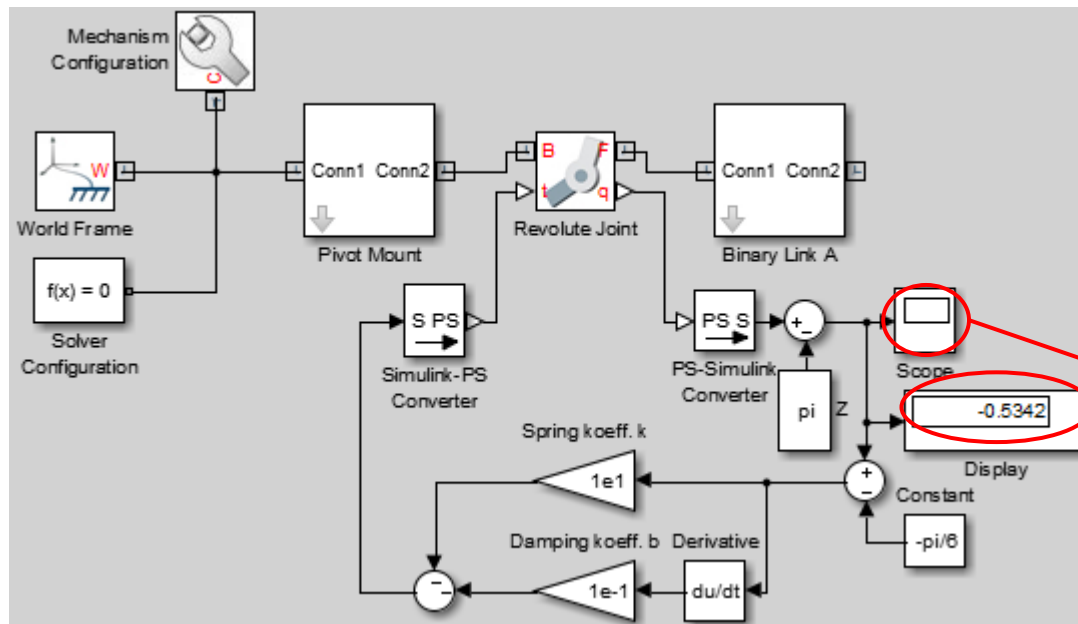 Mechanism
Configuration
C
W
World Frame
Conn1 Conn2
Pivot Mount
B F
t q
Revolute Joint
Conn1 Conn2
Binary Link A
f(x) = 0
Solver
Configuration
S PS
Simulink-PS
Converter
PS S
PS-Simulink
Converter
+
−
pi
Z
Scope
-0.5342
Display
+
−
Constant
-pi/6
Spring koeff. k
1e1
Damping koeff. b
1e-1
Derivative
du/dt
−
−